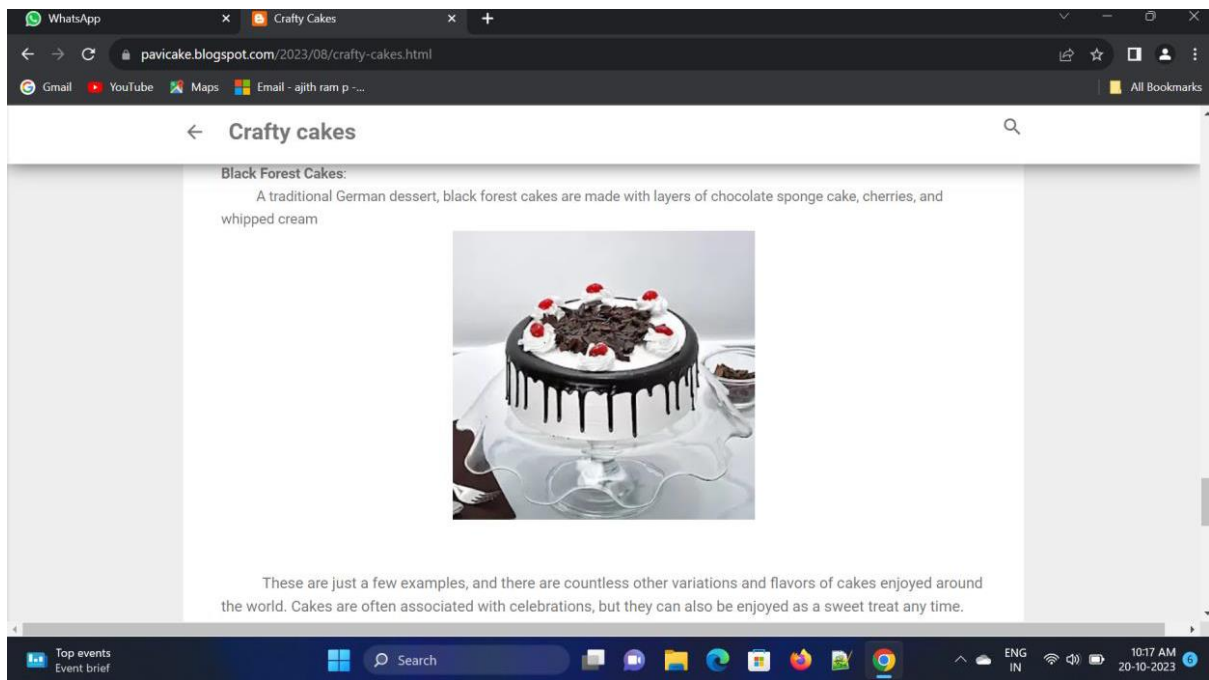 WhatsApp
Crafty Cakes
pavicake.blogspot.com/2023/08/crafty-cakes.html
Gmail
YouTube
Maps
Email - ajith ram p -...
All Bookmarks
Crafty cakes
Black Forest Cakes:
A traditional German dessert, black forest cakes are made with layers of chocolate sponge cake, cherries, and
whipped cream
These are just a few examples, and there are countless other variations and flavors of cakes enjoyed around
the world. Cakes are often associated with celebrations, but they can also be enjoyed as a sweet treat any time.
Top events
Event brief
Search
ENG
IN
10:17 AM
20-10-2023
6